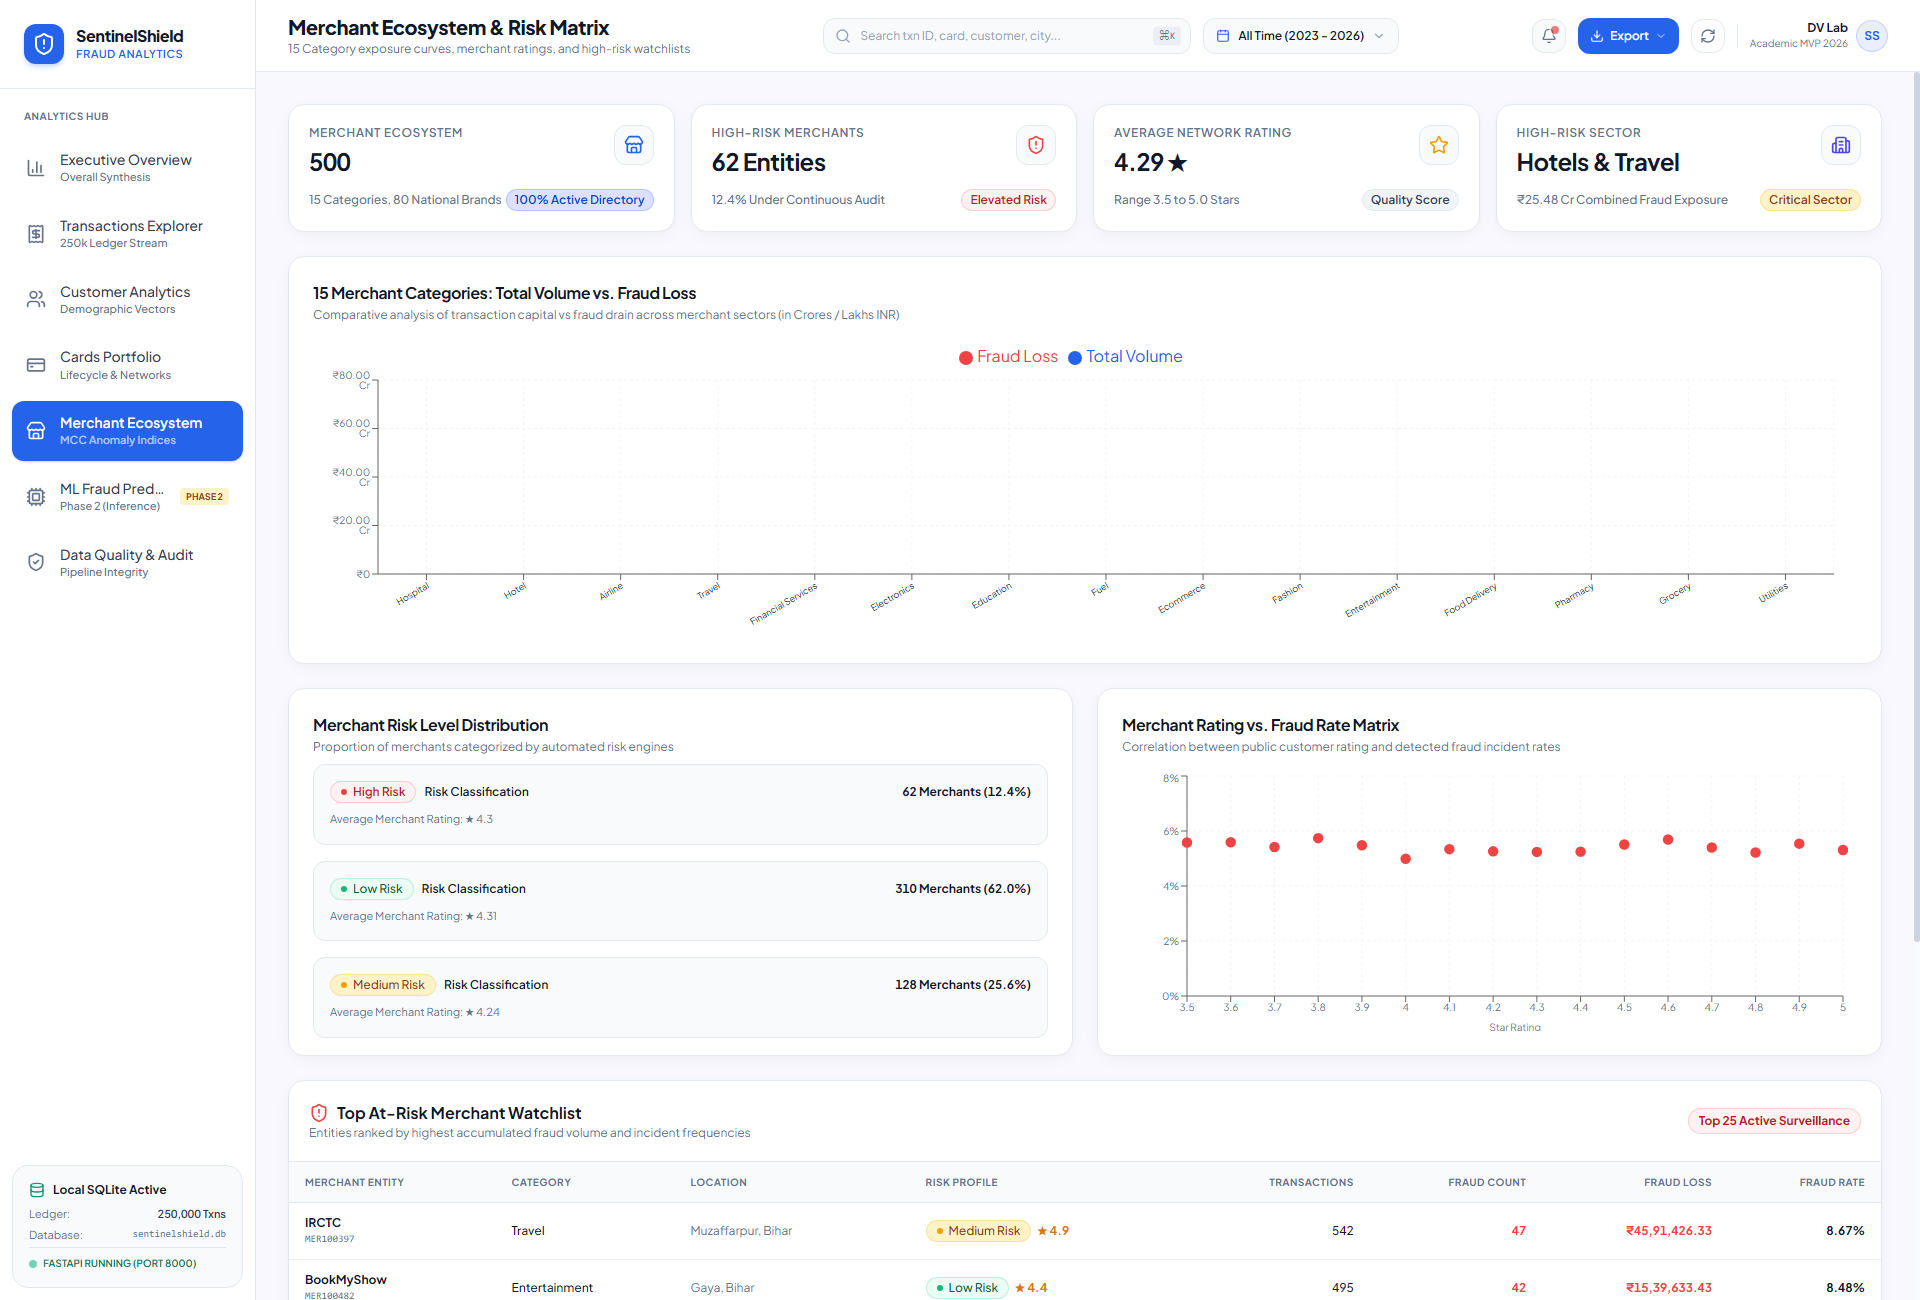 SentinelShield
FRAUD ANALYTICS
ANALYTICS HUB
Executive Overview
Overall Synthesis
Transactions Explorer
250k Ledger Stream
Customer Analytics
Demographic Vectors
Cards Portfolio
Lifecycle & Networks
Merchant Ecosystem
MCC Anomaly Indices
ML Fraud Pred...
Phase 2 (Inference)
PHASE 2
Data Quality & Audit
Pipeline Integrity
Local SQLite Active
Ledger: 250,000 Txns
Database: sentinelshield.db
FASTAPI RUNNING (PORT 8000)
Merchant Ecosystem & Risk Matrix
15 Category exposure curves, merchant ratings, and high-risk watchlists
Search txn ID, card, customer, city...
⌘K
All Time (2023 - 2026)
Export
DV Lab
Academic MVP 2026
SS
MERCHANT ECOSYSTEM
500
15 Categories, 80 National Brands 100% Active Directory
HIGH-RISK MERCHANTS
62 Entities
12.4% Under Continuous Audit Elevated Risk
AVERAGE NETWORK RATING
4.29 ★
Range 3.5 to 5.0 Stars Quality Score
HIGH-RISK SECTOR
Hotels & Travel
₹25.48 Cr Combined Fraud Exposure Critical Sector
15 Merchant Categories: Total Volume vs. Fraud Loss
Comparative analysis of transaction capital vs fraud drain across merchant sectors (in Crores / Lakhs INR)
Fraud Loss Total Volume
₹80.00
Cr
₹60.00
Cr
₹40.00
Cr
₹20.00
Cr
₹0
Hospital Hotel Airline Travel Financial Services Electronics Education Fuel Ecommerce Fashion Entertainment Food Delivery Pharmacy Grocery Utilities
Merchant Risk Level Distribution
Proportion of merchants categorized by automated risk engines
High Risk Risk Classification 62 Merchants (12.4%)
Average Merchant Rating: ★ 4.3
Low Risk Risk Classification 310 Merchants (62.0%)
Average Merchant Rating: ★ 4.31
Medium Risk Risk Classification 128 Merchants (25.6%)
Average Merchant Rating: ★ 4.24
Merchant Rating vs. Fraud Rate Matrix
Correlation between public customer rating and detected fraud incident rates
8%
6%
4%
2%
0%
3.5 3.6 3.7 3.8 3.9 4 4.1 4.2 4.3 4.4 4.5 4.6 4.7 4.8 4.9 5
Star Rating
Top At-Risk Merchant Watchlist
Entities ranked by highest accumulated fraud volume and incident frequencies
Top 25 Active Surveillance
MERCHANT ENTITY CATEGORY LOCATION RISK PROFILE TRANSACTIONS FRAUD COUNT FRAUD LOSS FRAUD RATE
IRCTC
MER100397
Travel Muzaffarpur, Bihar Medium Risk ★ 4.9 542 47 ₹45,91,426.33 8.67%
BookMyShow
MER100482
Entertainment Gaya, Bihar Low Risk ★ 4.4 495 42 ₹15,39,633.43 8.48%